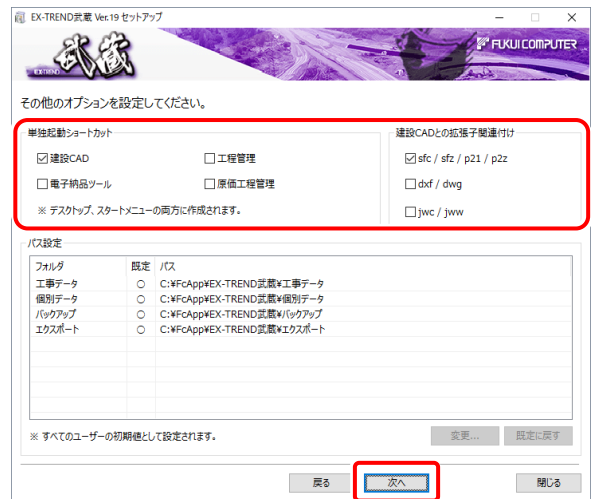 EX-TREND武蔵 Ver.19 セットアップ
武蔵
EX-TREND
FUKUI COMPUTER
その他のオプションを設定してください。
単独起動ショートカット
建設CAD
工程管理
電子納品ツール
原価工程管理
※ デスクトップ、スタートメニューの両方に作成されます。
建設CADとの拡張子関連付け
sfc / sfz / p21 / p2z
dxf / dwg
jwc / jww
パス設定
フォルダ 既定 パス
工事データ ○ C:¥FcApp¥EX-TREND武蔵¥工事データ
個別データ ○ C:¥FcApp¥EX-TREND武蔵¥個別データ
バックアップ ○ C:¥FcApp¥EX-TREND武蔵¥バックアップ
エクスポート ○ C:¥FcApp¥EX-TREND武蔵¥エクスポート
※ すべてのユーザーの初期値として設定されます。
変更... 既定に戻す
戻る 次へ 閉じる